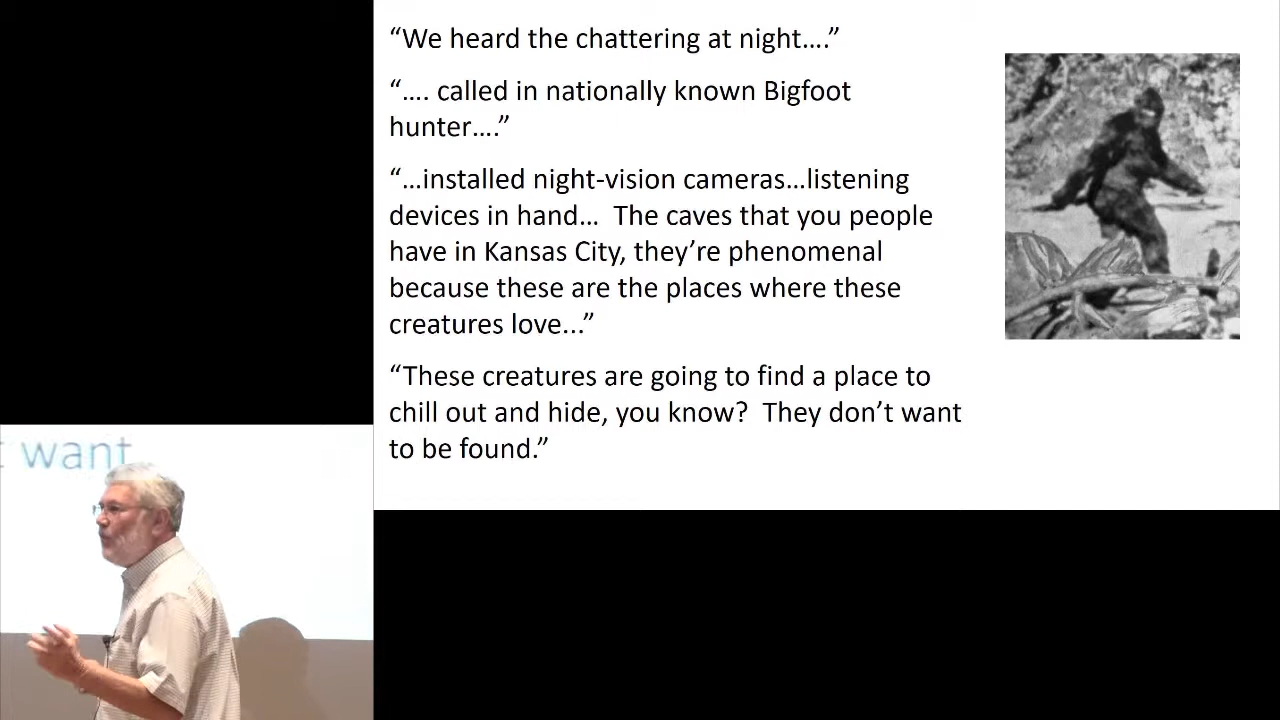 “We heard the chattering at night….”
“…. called in nationally known Bigfoot
hunter….”
“…installed night-vision cameras…listening
devices in hand…  The caves that you people
have in Kansas City, they’re phenomenal
because these are the places where these
creatures love...”
“These creatures are going to find a place to
chill out and hide, you know?  They don’t want
to be found.”
want